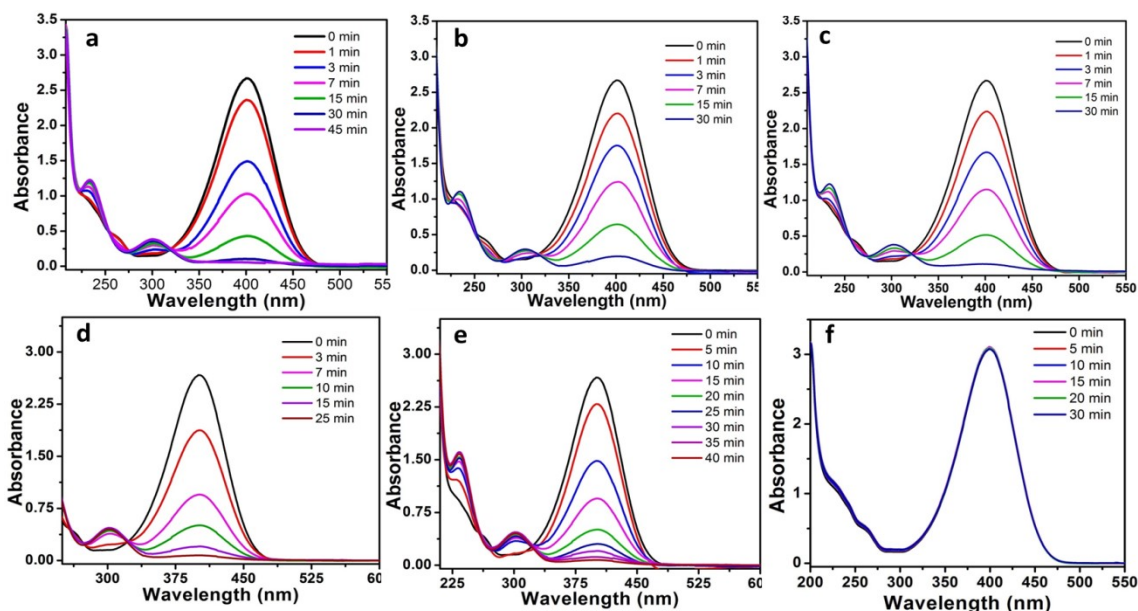 a
3.5
3.0
2.5
2.0
1.5
1.0
0.5
0.0
Absorbance
0 min
1 min
3 min
7 min
15 min
30 min
45 min
250 300 350 400 450 500 55
Wavelength (nm)
b
3.5
3.0
2.5
2.0
1.5
1.0
0.5
0.0
Absorbance
0 min
1 min
3 min
7 min
15 min
30 min
250 300 350 400 450 500 55
Wavelength (nm)
c
3.5
3.0
2.5
2.0
1.5
1.0
0.5
0.0
Absorbance
0 min
1 min
3 min
7 min
15 min
30 min
250 300 350 400 450 500 550
Wavelength (nm)
d
3.00
2.25
1.50
0.75
0.00
Absorbance
0 min
3 min
7 min
10 min
15 min
25 min
300 375 450 525 60
Wavelength (nm)
e
3.00
2.25
1.50
0.75
0.00
Absorbance
0 min
5 min
10 min
15 min
20 min
25 min
30 min
35 min
40 min
225 300 375 450 525 60
Wavelength (nm)
f
3
2
1
0
Absorbance
0 min
5 min
10 min
15 min
20 min
30 min
200 250 300 350 400 450 500 550
Wavelength (nm)